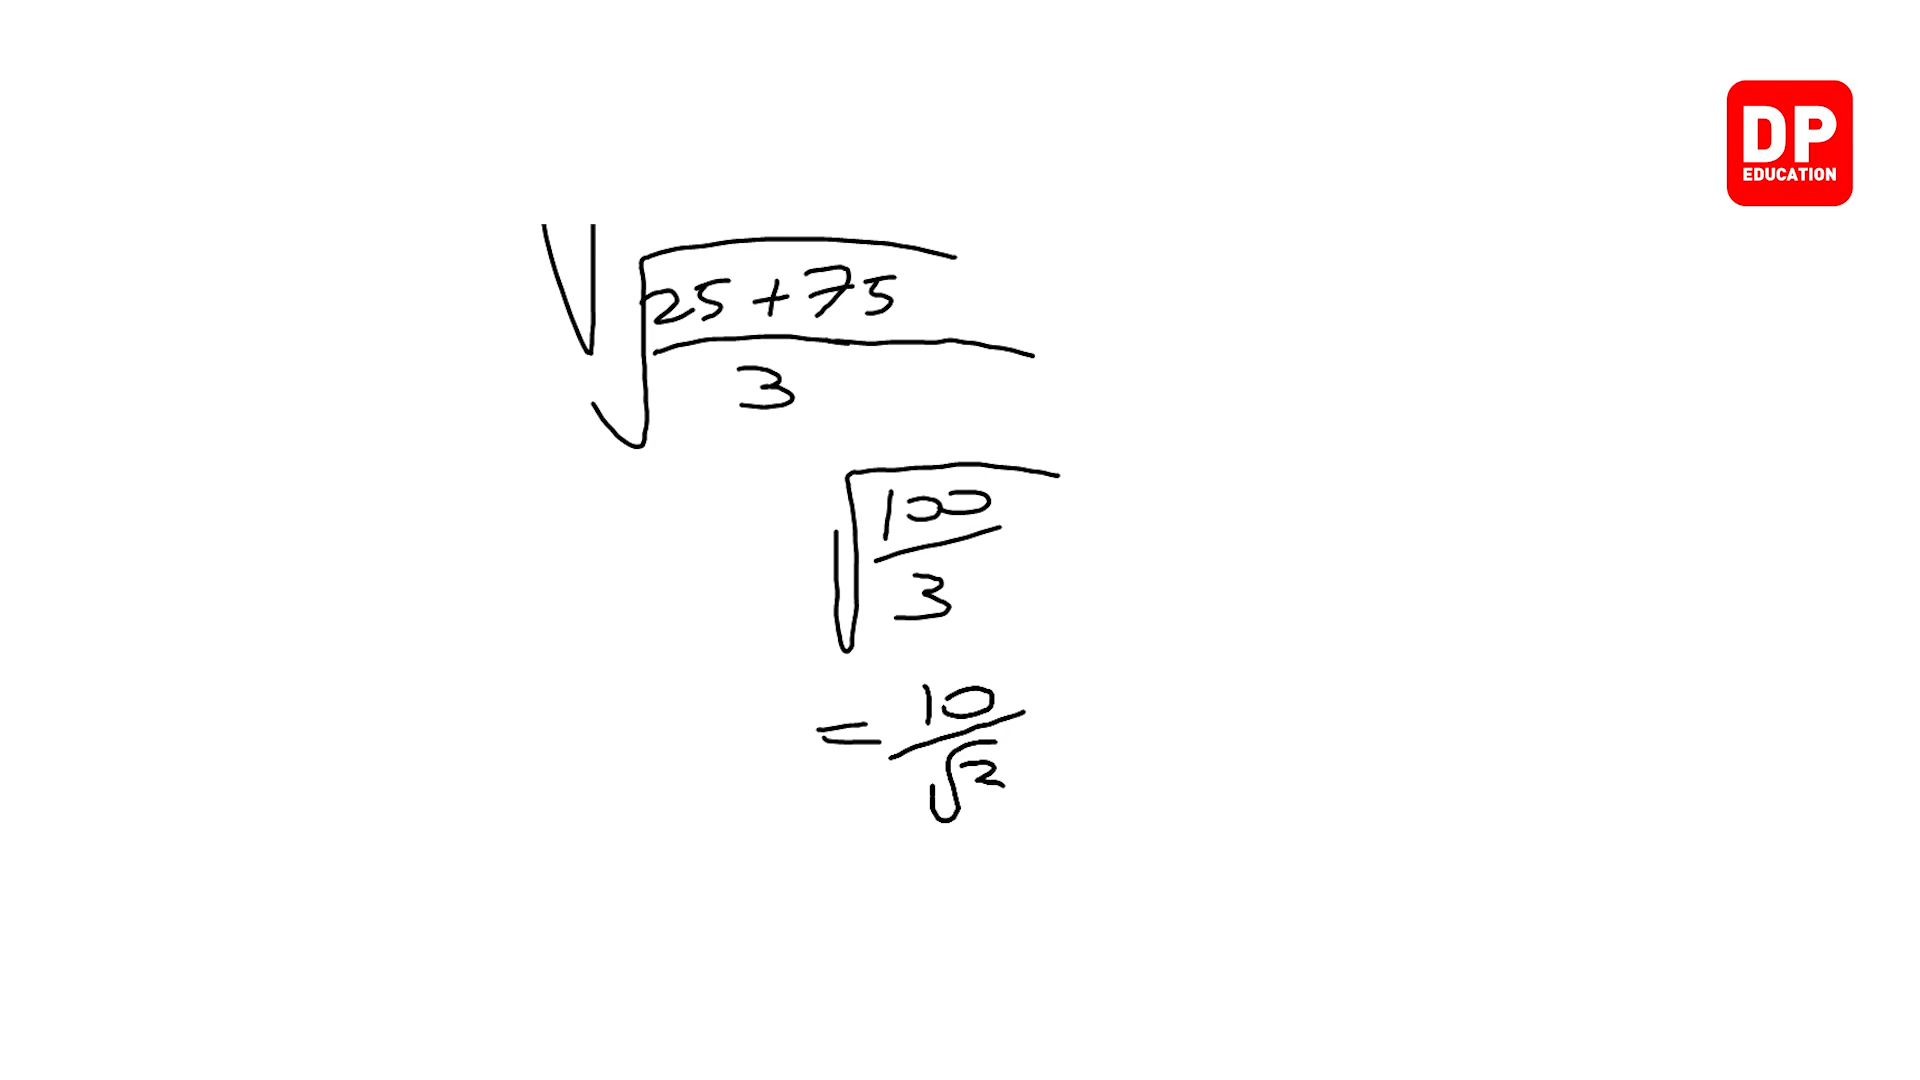 DP
EDUCATION
√((25+75)/3)
√(100/3)
= 10/√2